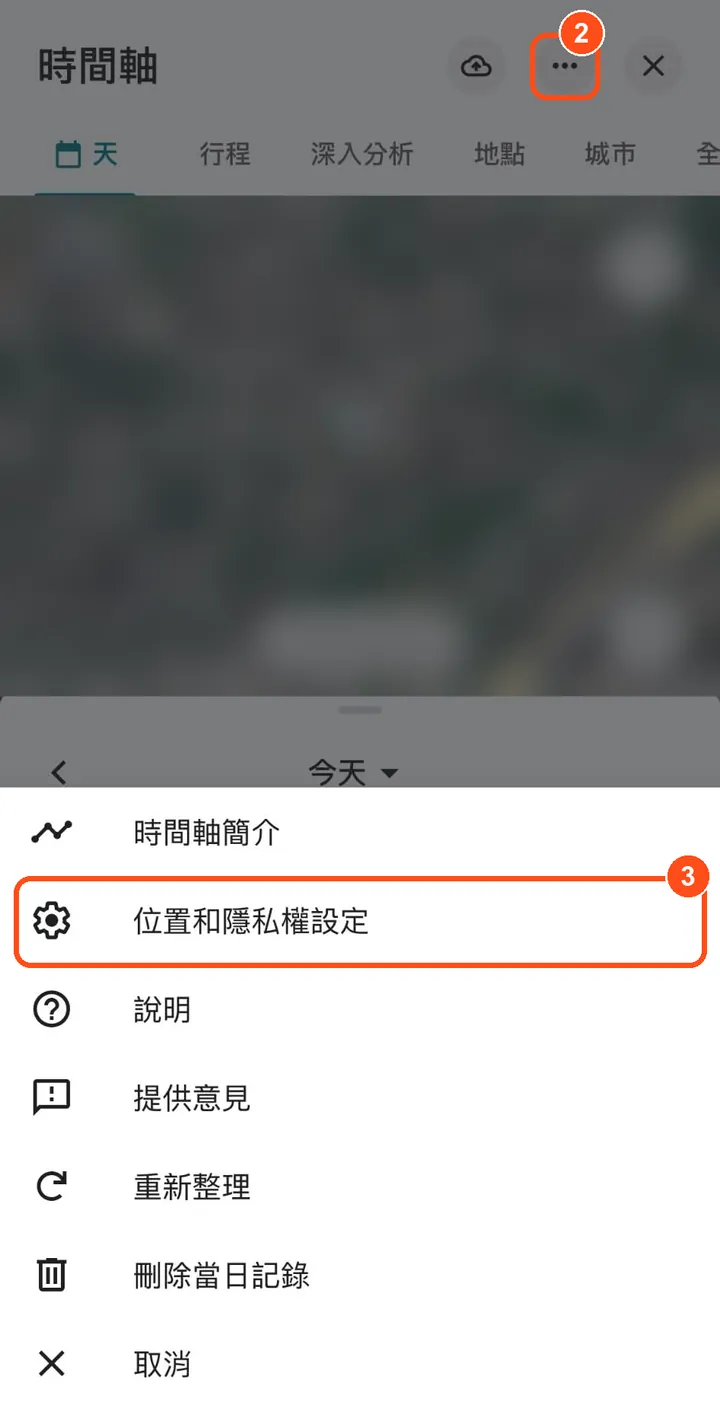 2
時間軸
天 行程 深入分析 地點 城市 全
今天
時間軸簡介
3
位置和隱私權設定
說明
提供意見
重新整理
刪除當日記錄
取消